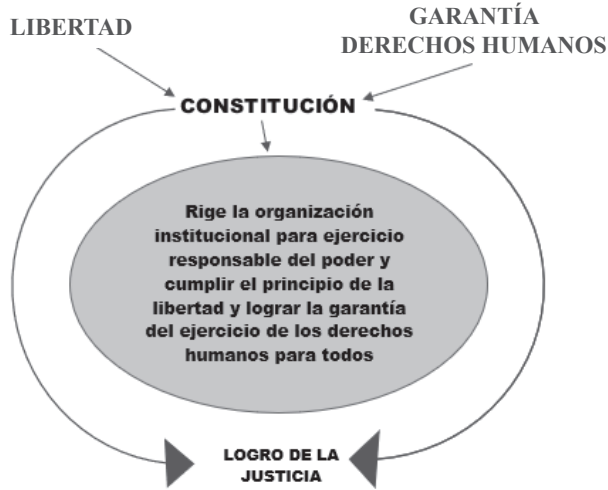 LIBERTAD
GARANTÍA
DERECHOS HUMANOS
CONSTITUCIÓN
Rige la organización
institucional para ejercicio
responsable del poder y
cumplir el principio de la
libertad y lograr la garantía
del ejercicio de los derechos
humanos para todos
LOGRO DE LA
JUSTICIA